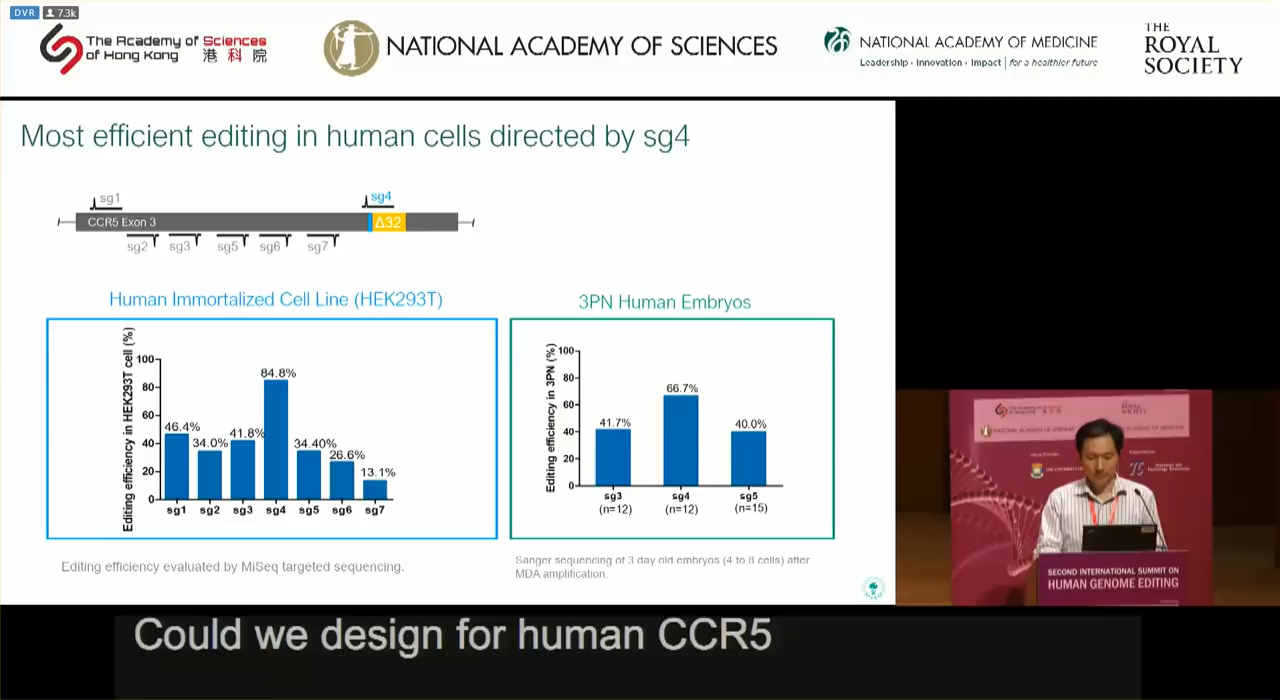 DVR 7.3k
The Academy of Sciences
of Hong Kong 港科院
NATIONAL ACADEMY OF SCIENCES
NATIONAL ACADEMY OF MEDICINE
Leadership · Innovation · Impact | for a healthier future
THE
ROYAL
SOCIETY
Most efficient editing in human cells directed by sg4
sg1
sg4
CCR5 Exon 3
Δ32
sg2 sg3 sg5 sg6 sg7
Human Immortalized Cell Line (HEK293T)
Editing efficiency in HEK293T cell (%)
100
80
60
40
20
0
46.4%
34.0%
41.8%
84.8%
34.40%
26.6%
13.1%
sg1 sg2 sg3 sg4 sg5 sg6 sg7
Editing efficiency evaluated by MiSeq targeted sequencing.
3PN Human Embryos
Editing efficiency in 3PN (%)
100
80
60
40
20
0
41.7%
66.7%
40.0%
sg3 sg4 sg5
(n=12) (n=12) (n=15)
Sanger sequencing of 3 day old embryos (4 to 8 cells) after
MDA amplification.
The Academy of Sciences
ROYAL
SOCIETY
SECOND INTERNATIONAL SUMMIT ON
HUMAN GENOME EDITING
Could we design for human CCR5